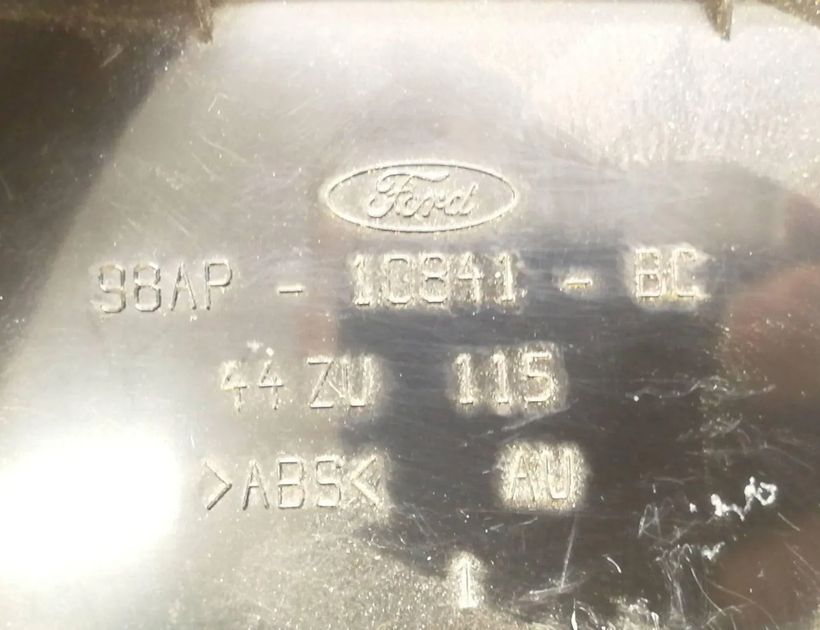 Ford
98AP - 10841 - BC
44 ZU 115
>ABS< AU
1